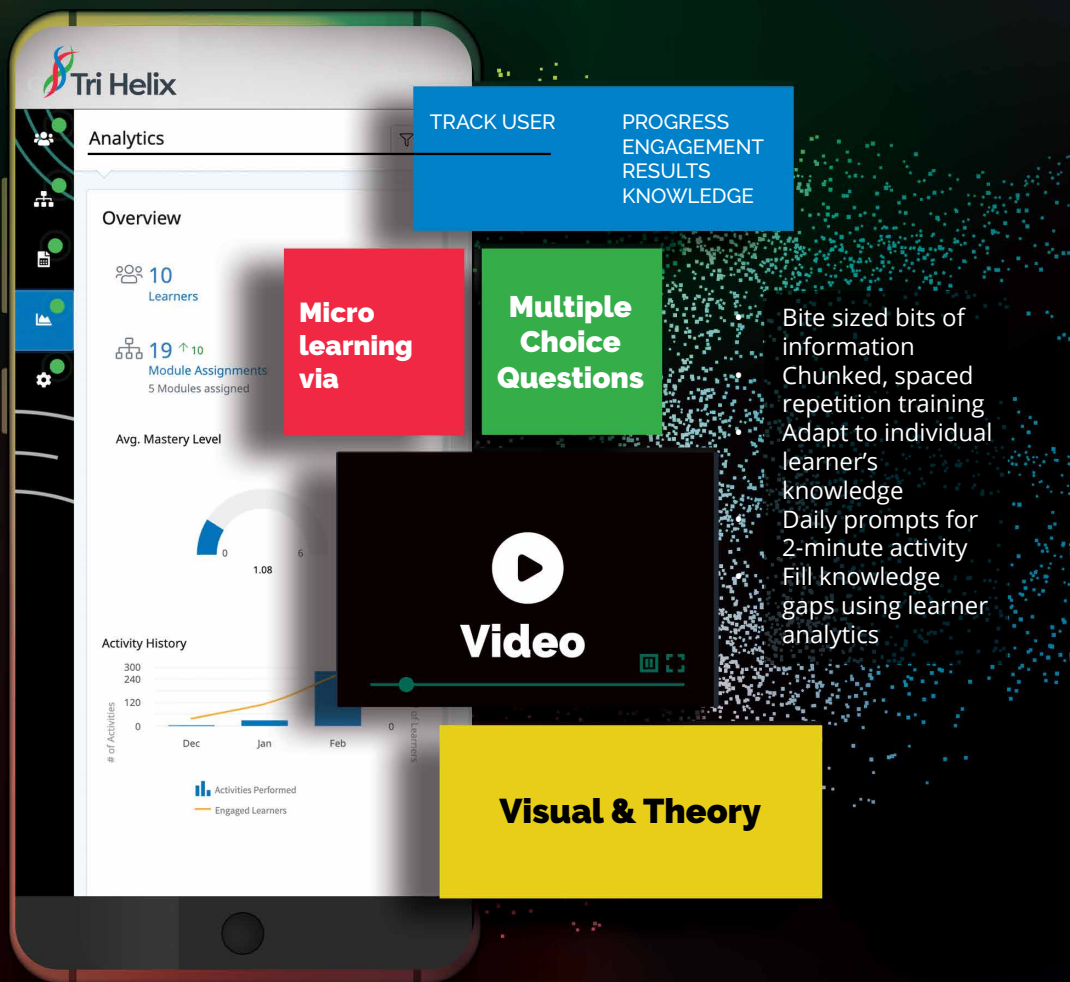 Tri Helix
Analytics
Overview
10
Learners
19 ↑ 10
Module Assignments
5 Modules assigned
Avg. Mastery Level
0
6
1.08
Activity History
300
240
120
0
# of Activities
Dec
Jan
Feb
0
of Learners
Activities Performed
Engaged Learners
TRACK USER
PROGRESS
ENGAGEMENT
RESULTS
KNOWLEDGE
Micro
learning
via
Multiple
Choice
Questions
Video
Visual & Theory
• Bite sized bits of
information
• Chunked, spaced
repetition training
• Adapt to individual
learner's
knowledge
• Daily prompts for
2-minute activity
• Fill knowledge
gaps using learner
analytics